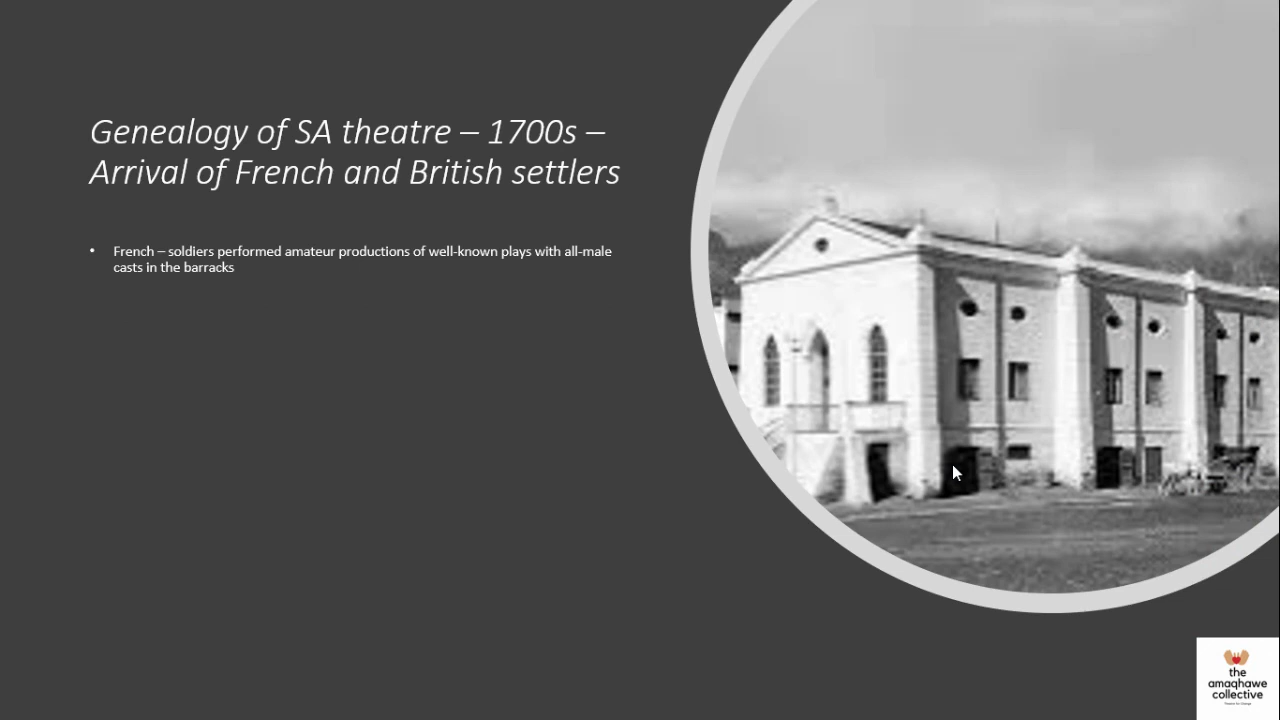 Genealogy of SA theatre – 1700s –
Arrival of French and British settlers
• French – soldiers performed amateur productions of well-known plays with all-male
casts in the barracks
the
amaqhawe
collective